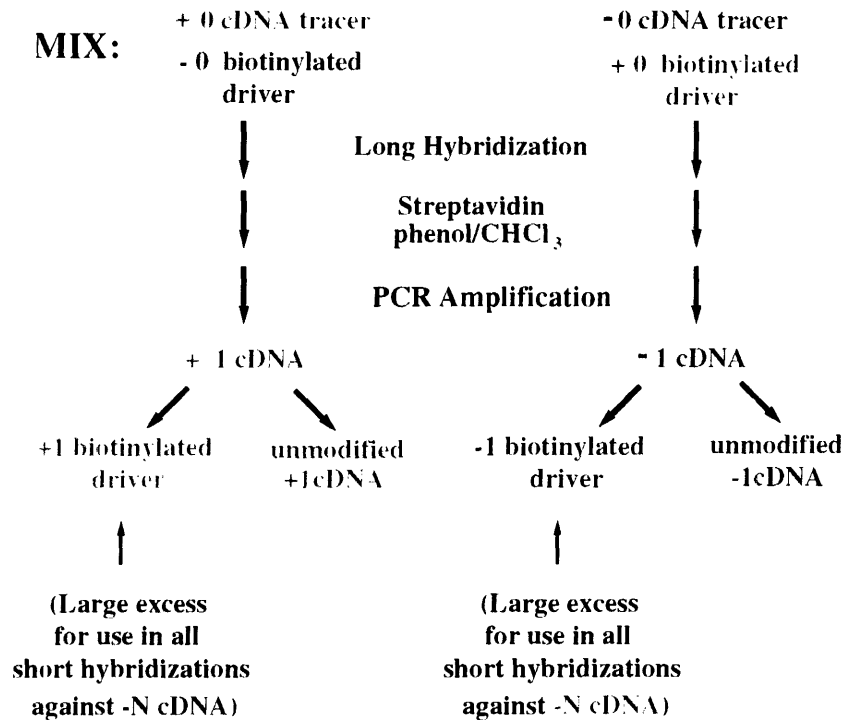 MIX:
+ 0 cDNA tracer
- 0 biotinylated
driver
-0 cDNA tracer
+ 0 biotinylated
driver
Long Hybridization
Streptavidin
phenol/CHCl3
PCR Amplification
+ 1 cDNA
- 1 cDNA
+1 biotinylated
driver
unmodified
+1cDNA
-1 biotinylated
driver
unmodified
-1cDNA
(Large excess
for use in all
short hybridizations
against -N cDNA)
(Large excess
for use in all
short hybridizations
against -N cDNA)